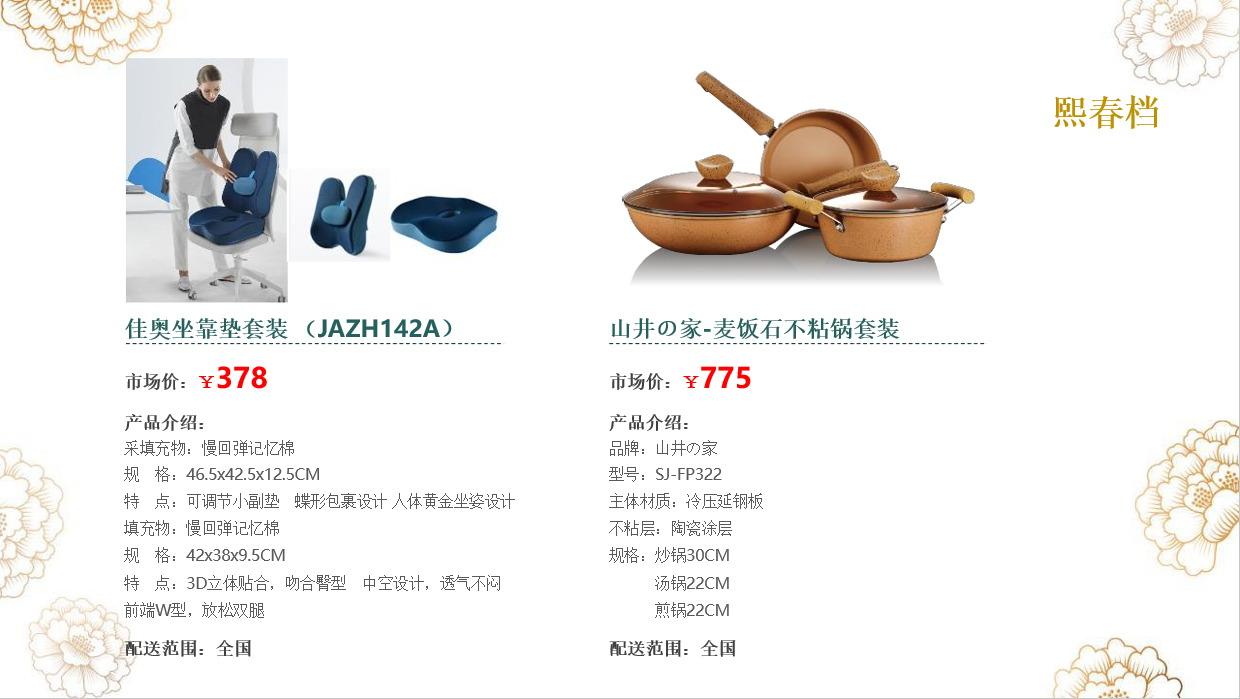 熙春档
佳奥坐靠垫套装 （JAZH142A）
市场价：￥378
产品介绍：
采填充物：慢回弹记忆棉
规　格：46.5x42.5x12.5CM
特　点：可调节小副垫　蝶形包裹设计 人体黄金坐姿设计
填充物：慢回弹记忆棉
规　格：42x38x9.5CM
特　点：3D立体贴合，吻合臀型　中空设计，透气不闷
前端W型，放松双腿
配送范围：全国
山井の家-麦饭石不粘锅套装
市场价：￥775
产品介绍：
品牌：山井の家
型号：SJ-FP322
主体材质：冷压延钢板
不粘层：陶瓷涂层
规格：炒锅30CM
汤锅22CM
煎锅22CM
配送范围：全国